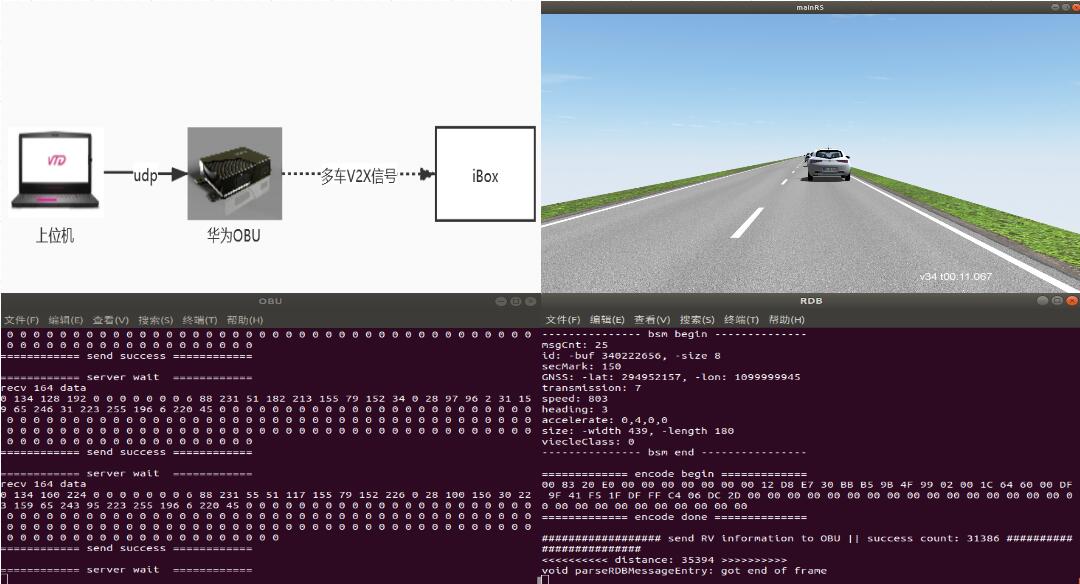 VTD
udp
多车V2X信号
iBox
上位机
华为OBU
mainRS
v34 t00:11.067
OBU
文件(F) 编辑(E) 查看(V) 搜索(S) 终端(T) 帮助(H)
0 0 0 0 0 0 0 0 0 0 0 0 0 0 0 0 0 0 0 0 0 0 0 0 0 0 0 0 0 0 0 0 0 0 0 0 0 0
0 0 0 0 0 0 0 0 0 0 0 0 0 0 0 0 0 0
============ send success ============
============ server wait  ============
recv 164 data
0 134 128 192 0 0 0 0 0 0 0 6 88 231 51 182 213 155 79 152 34 0 28 97 96 2 31 15
9 65 246 31 223 255 196 6 220 45 0 0 0 0 0 0 0 0 0 0 0 0 0 0 0 0 0 0 0 0 0 0
0 0 0 0 0 0 0 0 0 0 0 0 0 0 0 0 0 0 0 0 0 0 0 0 0 0 0 0 0 0 0 0 0 0 0 0 0 0
0 0 0 0 0 0 0 0 0 0 0 0 0 0 0 0 0 0 0 0 0 0 0 0 0 0 0 0 0 0 0 0 0 0 0 0 0 0
0 0 0 0 0 0 0 0 0 0 0 0 0 0 0 0 0 0
============ send success ============
============ server wait  ============
recv 164 data
0 134 160 224 0 0 0 0 0 0 0 6 88 231 55 51 117 155 79 152 226 0 28 100 156 30 22
3 159 65 243 95 223 255 196 6 220 45 0 0 0 0 0 0 0 0 0 0 0 0 0 0 0 0 0 0 0 0
0 0 0 0 0 0 0 0 0 0 0 0 0 0 0 0 0 0 0 0 0 0 0 0 0 0 0 0 0 0 0 0 0 0 0 0 0 0
0 0 0 0 0 0 0 0 0 0 0 0 0 0 0 0 0 0 0 0 0 0 0 0 0 0 0 0 0 0 0 0 0 0 0 0 0 0
0 0 0 0 0 0 0 0 0 0 0 0 0 0 0 0 0 0 0 0
============ send success ============
============ server wait  ============
RDB
文件(F) 编辑(E) 查看(V) 搜索(S) 终端(T) 帮助(H)
--------------- bsm begin --------------
msgCnt: 25
id: -buf 340222656, -size 8
secMark: 150
GNSS: -lat: 294952157, -lon: 1099999945
transmission: 7
speed: 803
heading: 3
accelerate: 0,4,0,0
size: -width 439, -length 180
viecleClass: 0
--------------- bsm end ----------------
============= encode begin =============
00 83 20 E0 00 00 00 00 00 00 00 12 D8 E7 30 BB B5 9B 4F 99 02 00 1C 64 60 00 DF
9F 41 F5 1F DF FF C4 06 DC 2D 00 00 00 00 00 00 00 00 00 00 00 00 00 00 00 00 0
0 00 00 00 00 00 00 00 00 00 00
============= encode done ==============
################## send RV information to OBU || success count: 31386 ##########
###############
<<<<<<<<<< distance: 35394 >>>>>>>>>>
void parseRDBMessageEntry: got end of frame